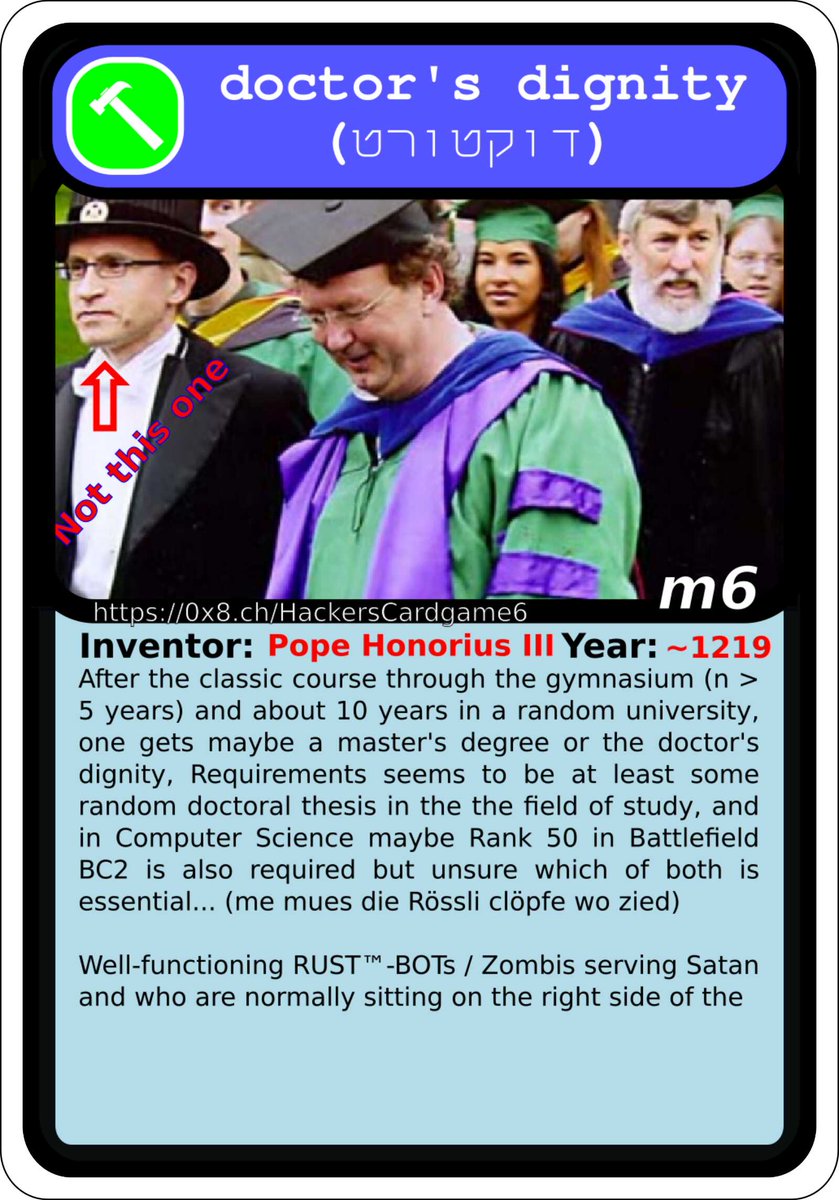 doctor's dignity
(דוקטורט)
Not this one
m6
https://0x8.ch/HackersCardgame6
Inventor: Pope Honorius III Year: ~1219
After the classic course through the gymnasium (n >
5 years) and about 10 years in a random university,
one gets maybe a master's degree or the doctor's
dignity, Requirements seems to be at least some
random doctoral thesis in the the field of study, and
in Computer Science maybe Rank 50 in Battlefield
BC2 is also required but unsure which of both is
essential... (me mues die Rössli clöpfe wo zied)
Well-functioning RUST™-BOTs / Zombis serving Satan
and who are normally sitting on the right side of the